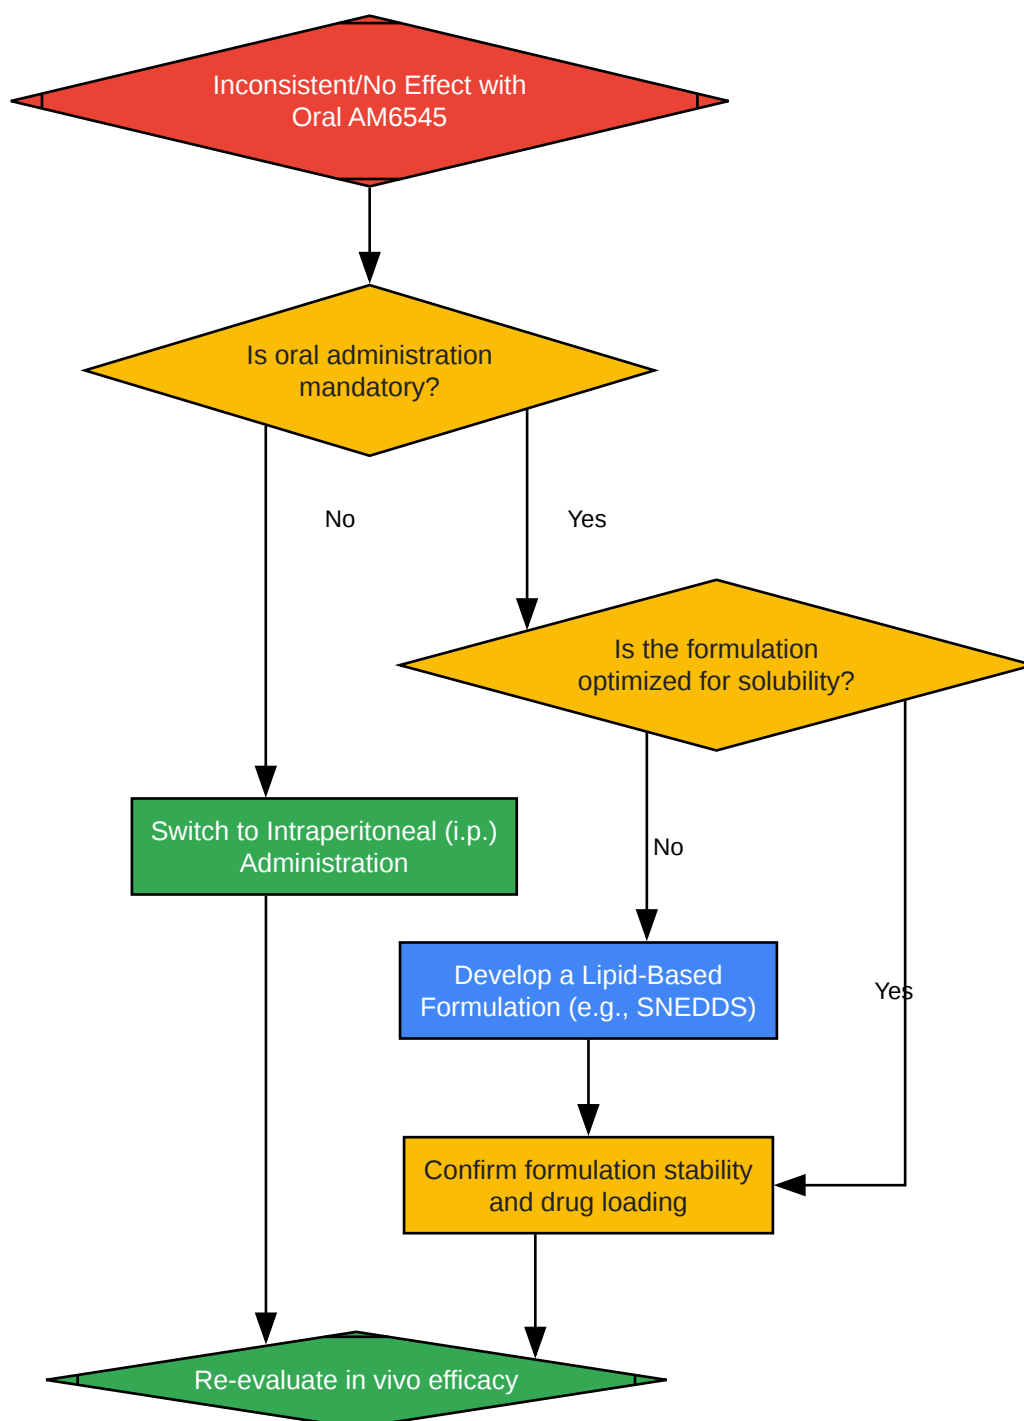 Inconsistent/No Effect with
Oral AM6545
Is oral administration
mandatory?
No
Yes
Is the formulation
optimized for solubility?
Switch to Intraperitoneal (i.p.)
Administration
No
Develop a Lipid-Based
Formulation (e.g., SNEDDS)
Yes
Confirm formulation stability
and drug loading
Re-evaluate in vivo efficacy